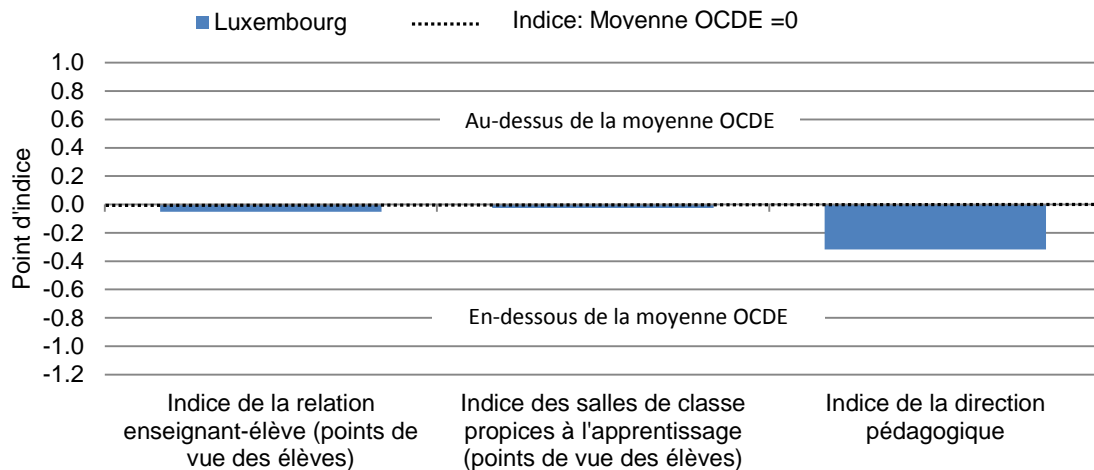 Luxembourg
Indice: Moyenne OCDE =0
1.0
0.8
0.6
0.4
0.2
0.0
-0.2
-0.4
-0.6
-0.8
-1.0
-1.2
Point d'indice
Au-dessus de la moyenne OCDE
En-dessous de la moyenne OCDE
Indice de la relation
enseignant-élève (points de
vue des élèves)
Indice des salles de classe
propices à l'apprentissage
(points de vue des élèves)
Indice de la direction
pédagogique